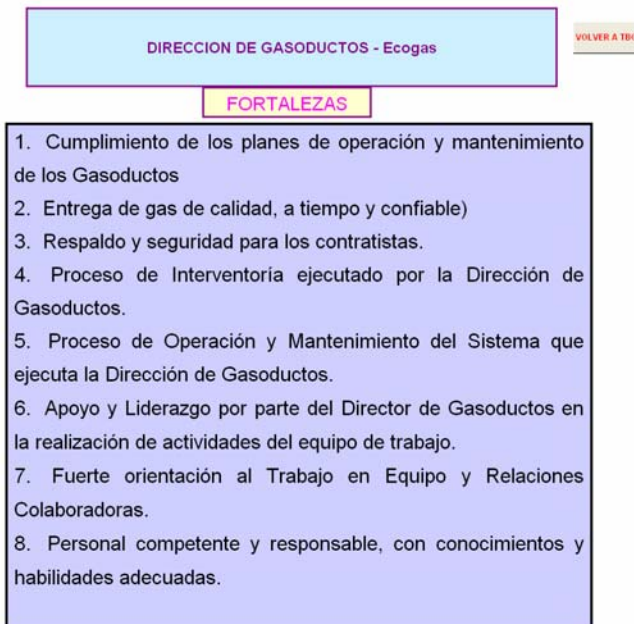 DIRECCION DE GASODUCTOS - Ecogas
VOLVER A
FORTALEZAS
1. Cumplimiento de los planes de operación y mantenimiento
de los Gasoductos
2. Entrega de gas de calidad, a tiempo y confiable)
3. Respaldo y seguridad para los contratistas.
4. Proceso de Interventoría ejecutado por la Dirección de
Gasoductos.
5. Proceso de Operación y Mantenimiento del Sistema que
ejecuta la Dirección de Gasoductos.
6. Apoyo y Liderazgo por parte del Director de Gasoductos en
la realización de actividades del equipo de trabajo.
7. Fuerte orientación al Trabajo en Equipo y Relaciones
Colaboradoras.
8. Personal competente y responsable, con conocimientos y
habilidades adecuadas.